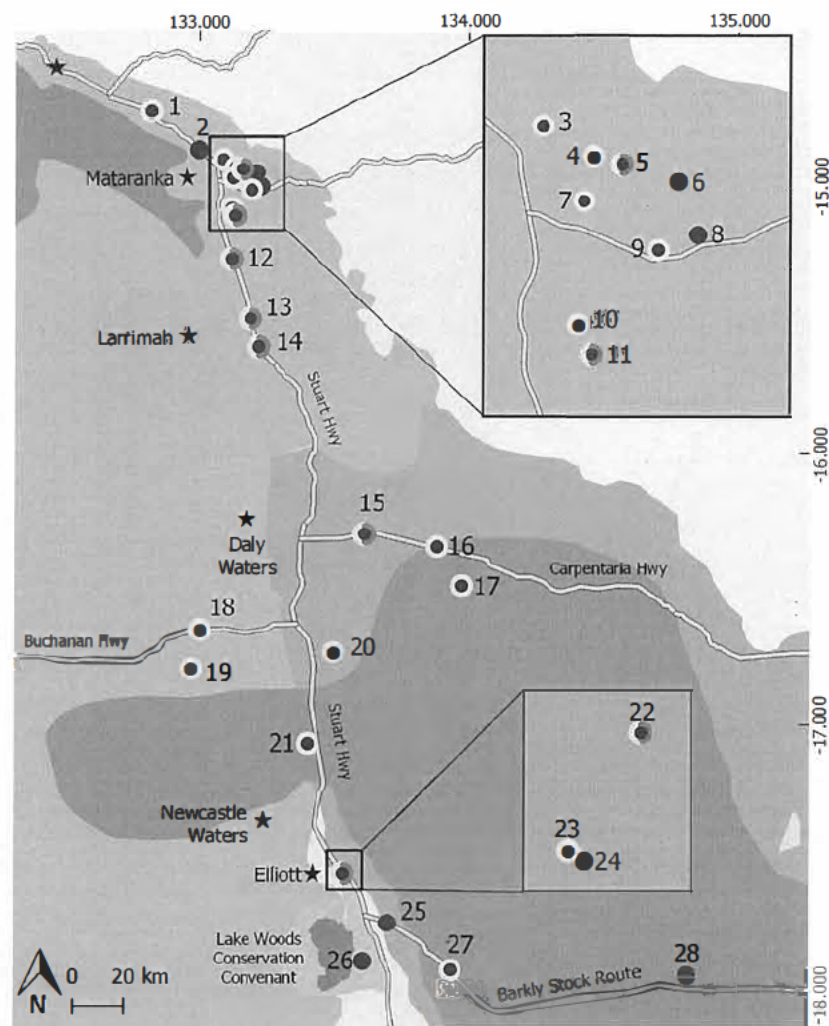 133.000
134.000
135.000
1
2
3
4
5
6
Mataranka
-15.000
7
8
9
12
10
13
11
Larrimah
14
Stuart Hwy
-16.000
15
Daly
Waters
16
17
Carpentaria Hwy
18
Buchanan Hwy
20
19
Stuart Hwy
22
-17.000
21
Newcastle
Waters
23
24
Elliott
25
Lake Woods
Conservation
Convenant
27
28
26
0 20 km
Barkly Stock Route
N
-18.000